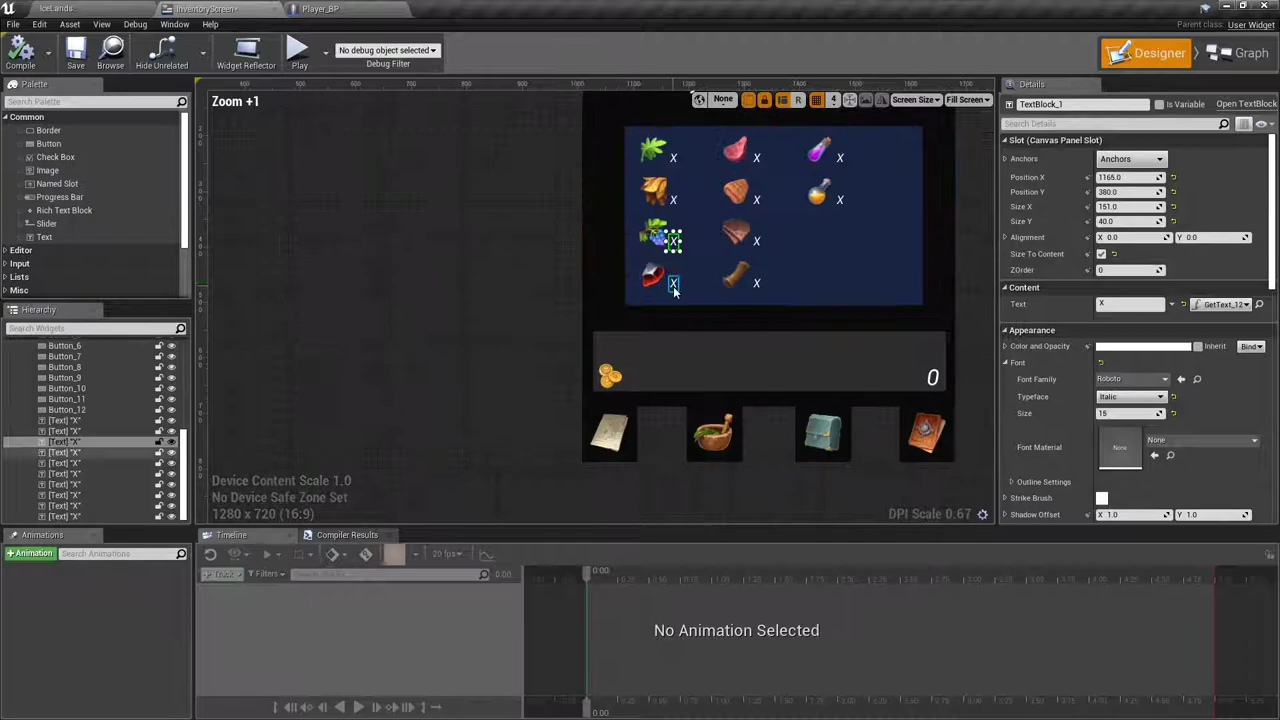 IceLands InventoryScreen* Player_BP
File Edit Asset View Debug Window Help
Parent class: User Widget
Compile Save Browse Hide Unrelated Widget Reflector Play
No debug object selected
Debug Filter
Designer Graph
Palette
Search Palette
Common
Border
Button
Check Box
Image
Named Slot
Progress Bar
Rich Text Block
Slider
Text
Editor
Input
Lists
Misc
Hierarchy
Search Widgets
Button_6
Button_7
Button_8
Button_9
Button_10
Button_11
Button_12
[Text] "X"
[Text] "X"
[Text] "X"
[Text] "X"
[Text] "X"
[Text] "X"
[Text] "X"
[Text] "X"
[Text] "X"
[Text] "X"
Zoom +1
None R 4 Screen Size Fill Screen
X X X
X X X
X X
X X
0
Device Content Scale 1.0
No Device Safe Zone Set
1280 x 720 (16:9)
DPI Scale 0.67
Details
TextBlock_1 Is Variable Open TextBlock
Search Details
Slot (Canvas Panel Slot)
Anchors Anchors
Position X 1165.0
Position Y 380.0
Size X 151.0
Size Y 40.0
Alignment X 0.0 Y 0.0
Size To Content
ZOrder 0
Content
Text X GetText_12
Appearance
Color and Opacity Inherit Bind
Font
Font Family Roboto
Typeface Italic
Size 15
Font Material None None
Outline Settings
Strike Brush
Shadow Offset X 1.0 Y 1.0
Animations
+Animation Search Animations
Timeline Compiler Results
20 fps
Filters Search Tracks 0.00
0:00
No Animation Selected
0:00